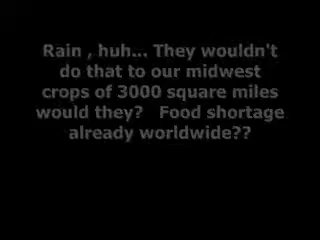 Rain , huh... They wouldn't
do that to our midwest
crops of 3000 square miles
would they?   Food shortage
already worldwide??